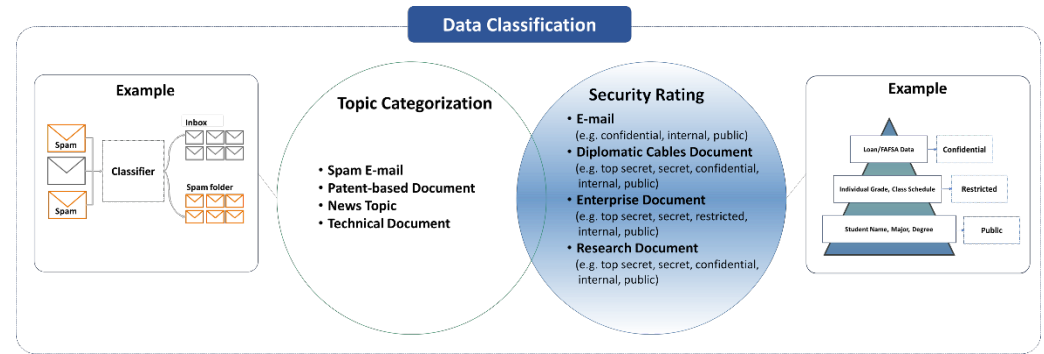 Data Classification
Example
Spam
Spam
Classifier
Inbox
Spam folder
Topic Categorization
• Spam E-mail
• Patent-based Document
• News Topic
• Technical Document
Security Rating
• E-mail
(e.g. confidential, internal, public)
• Diplomatic Cables Document
(e.g. top secret, secret, confidential,
internal, public)
• Enterprise Document
(e.g. top secret, secret, restricted,
internal, public)
• Research Document
(e.g. top secret, secret, confidential,
internal, public)
Example
Loan/FAFSA Data
Confidential
Individual Grade, Class Schedule
Restricted
Student Name, Major, Degree
Public